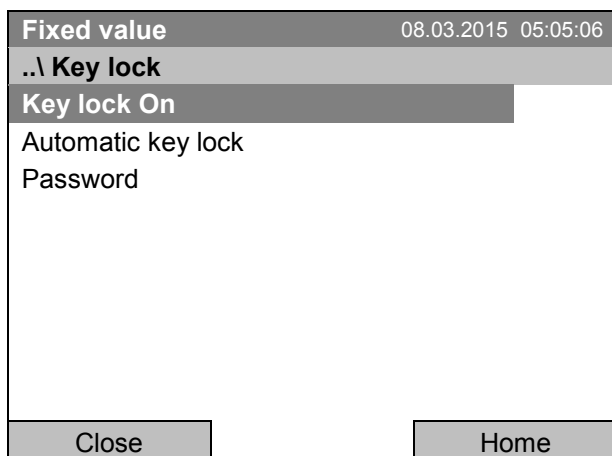 Fixed value 08.03.2015 05:05:06
..\ Key lock
Key lock On
Automatic key lock
Password
Close Home